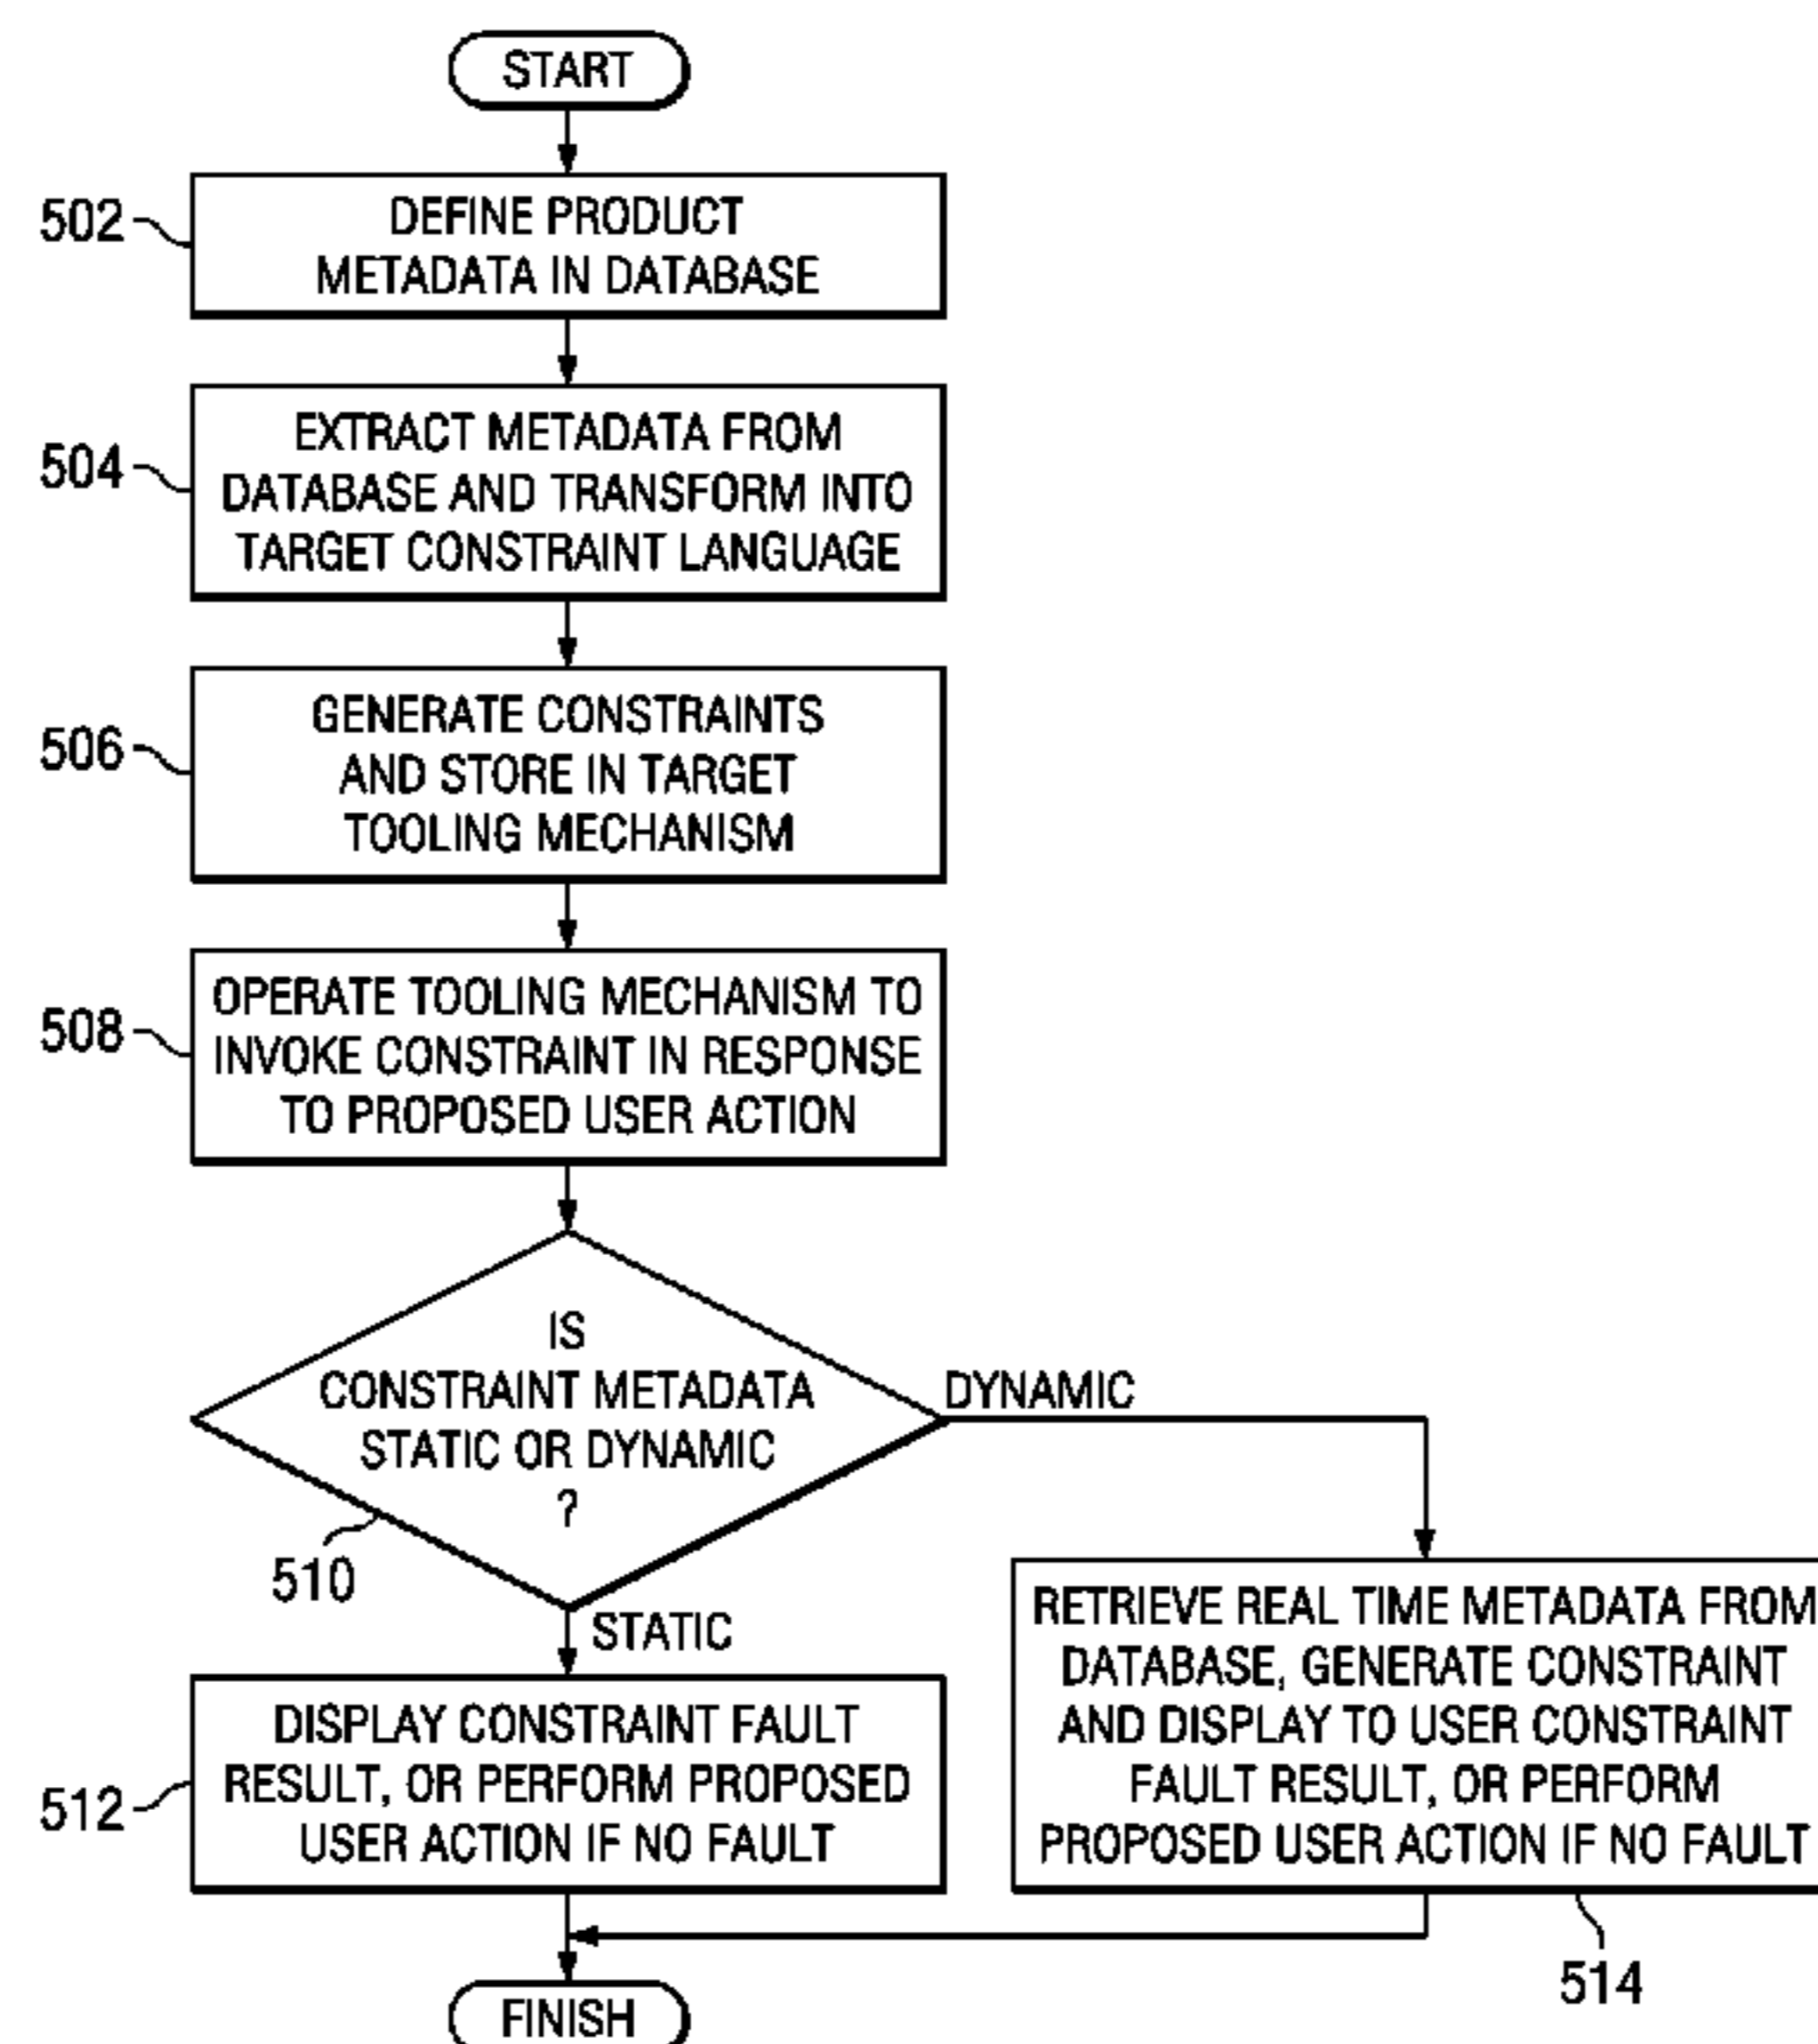 START
502
DEFINE PRODUCT
METADATA IN DATABASE
504
EXTRACT METADATA FROM
DATABASE AND TRANSFORM INTO
TARGET CONSTRAINT LANGUAGE
506
GENERATE CONSTRAINTS
AND STORE IN TARGET
TOOLING MECHANISM
508
OPERATE TOOLING MECHANISM TO
INVOKE CONSTRAINT IN RESPONSE
TO PROPOSED USER ACTION
IS
CONSTRAINT METADATA
STATIC OR DYNAMIC
?
510
DYNAMIC
STATIC
512
DISPLAY CONSTRAINT FAULT
RESULT, OR PERFORM PROPOSED
USER ACTION IF NO FAULT
RETRIEVE REAL TIME METADATA FROM
DATABASE, GENERATE CONSTRAINT
AND DISPLAY TO USER CONSTRAINT
FAULT RESULT, OR PERFORM
PROPOSED USER ACTION IF NO FAULT
514
FINISH